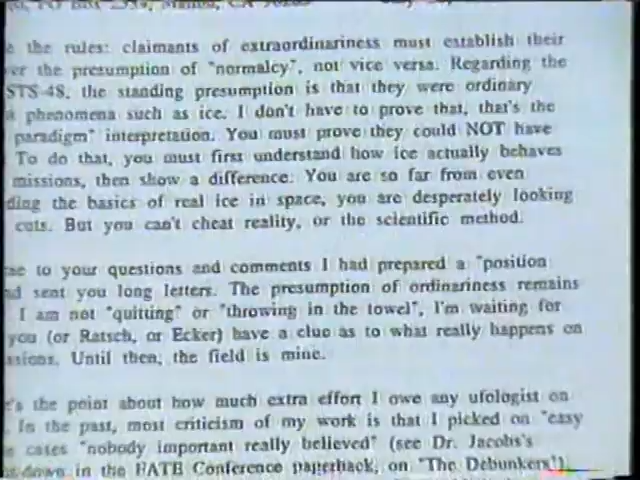 PO Box
e the rules: claimants of extraordinariness must establish their
er the presumption of "normalcy", not vice versa. Regarding the
STS-48, the standing presumption is that they were ordinary
phenomena such as ice. I don't have to prove that, that's the
paradigm" interpretation. You must prove they could NOT have
To do that, you must first understand how ice actually behaves
missions, then show a difference. You are so far from even
ding the basics of real ice in space, you are desperately looking
cuts. But you can't cheat reality, or the scientific method.
to your questions and comments I had prepared a "position
d sent you long letters. The presumption of ordinariness remains
I am not "quitting" or "throwing in the towel", I'm waiting for
you (or Ratsch, or Ecker) have a clue as to what really happens on
ssions. Until then, the field is mine.
e's the point about how much extra effort I owe any ufologist on
. In the past, most criticism of my work is that I picked on "easy
cases "nobody important really believed" (see Dr. Jacobs's
down in the FATE Conference paperback, on "The Debunkers").